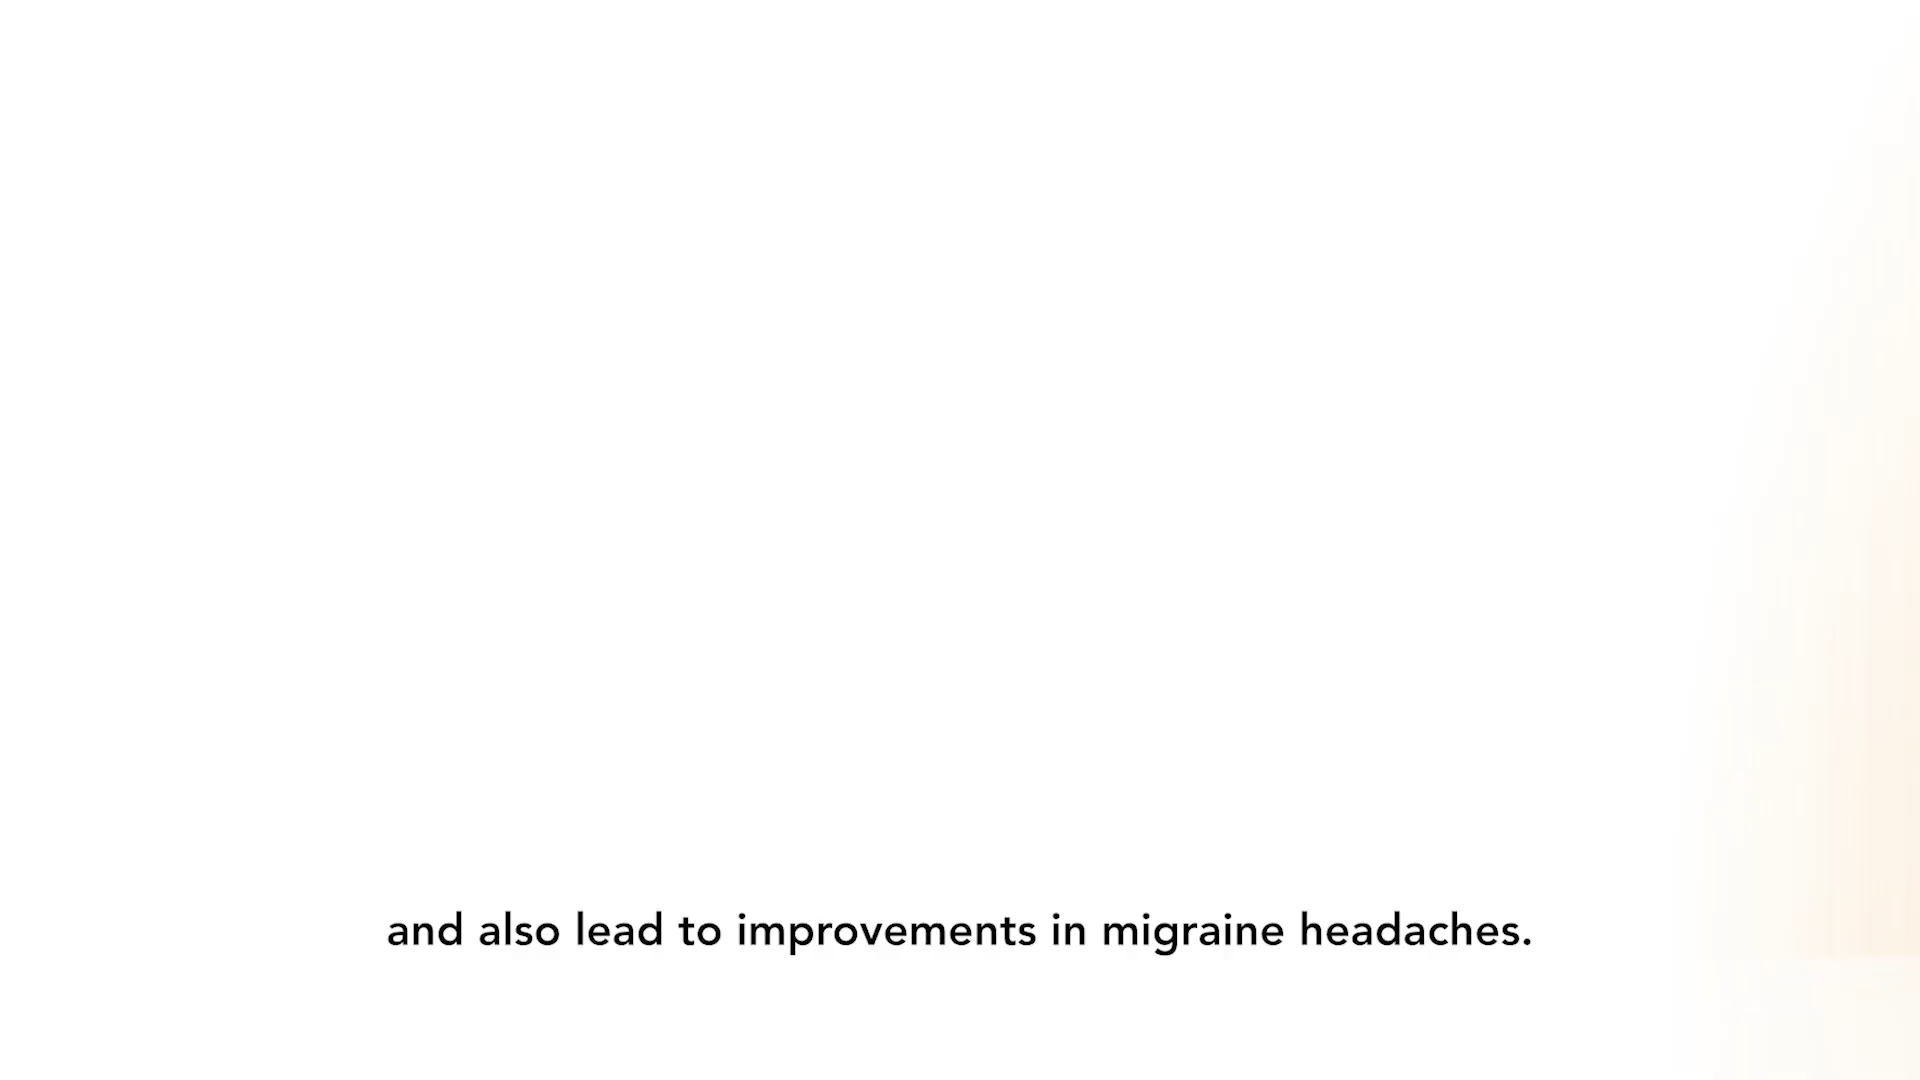 and also lead to improvements in migraine headaches.